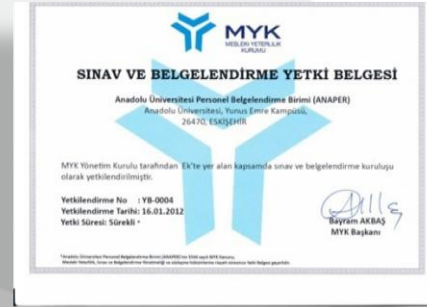 MYK
MESLEKİ YETERLİLİK
KURUMU
SINAV VE BELGELENDİRME YETKİ BELGESİ
Anadolu Üniversitesi Personel Belgelendirme Birimi (ANAPER)
Anadolu Üniversitesi, Yunus Emre Kampüsü,
26470, ESKİŞEHİR
MYK Yönetim Kurulu tarafından Ek'te yer alan kapsamda sınav ve belgelendirme kuruluşu
olarak yetkilendirilmiştir.
Yetkilendirme No : YB-0004
Yetkilendirme Tarihi: 16.01.2012
Yetki Süresi: Sürekli *
Bayram AKBAŞ
MYK Başkanı